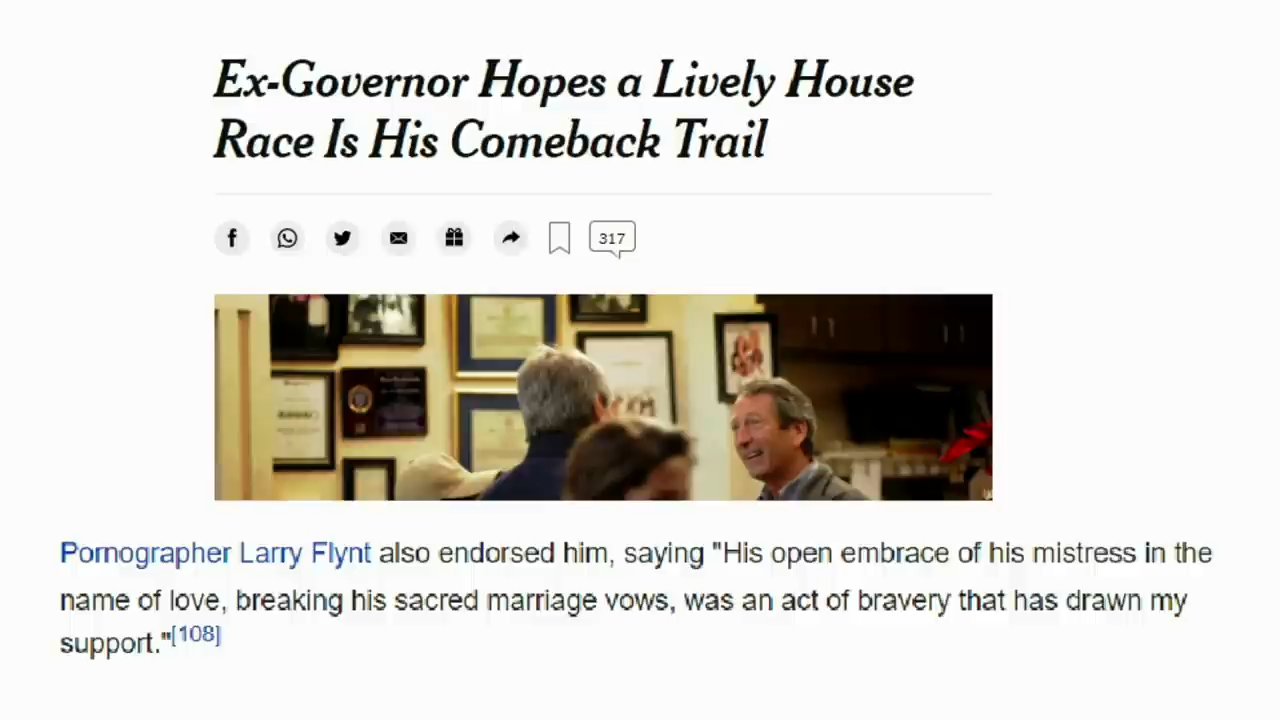 Ex-Governor Hopes a Lively House
Race Is His Comeback Trail
317
Pornographer Larry Flynt also endorsed him, saying "His open embrace of his mistress in the
name of love, breaking his sacred marriage vows, was an act of bravery that has drawn my
support."[108]